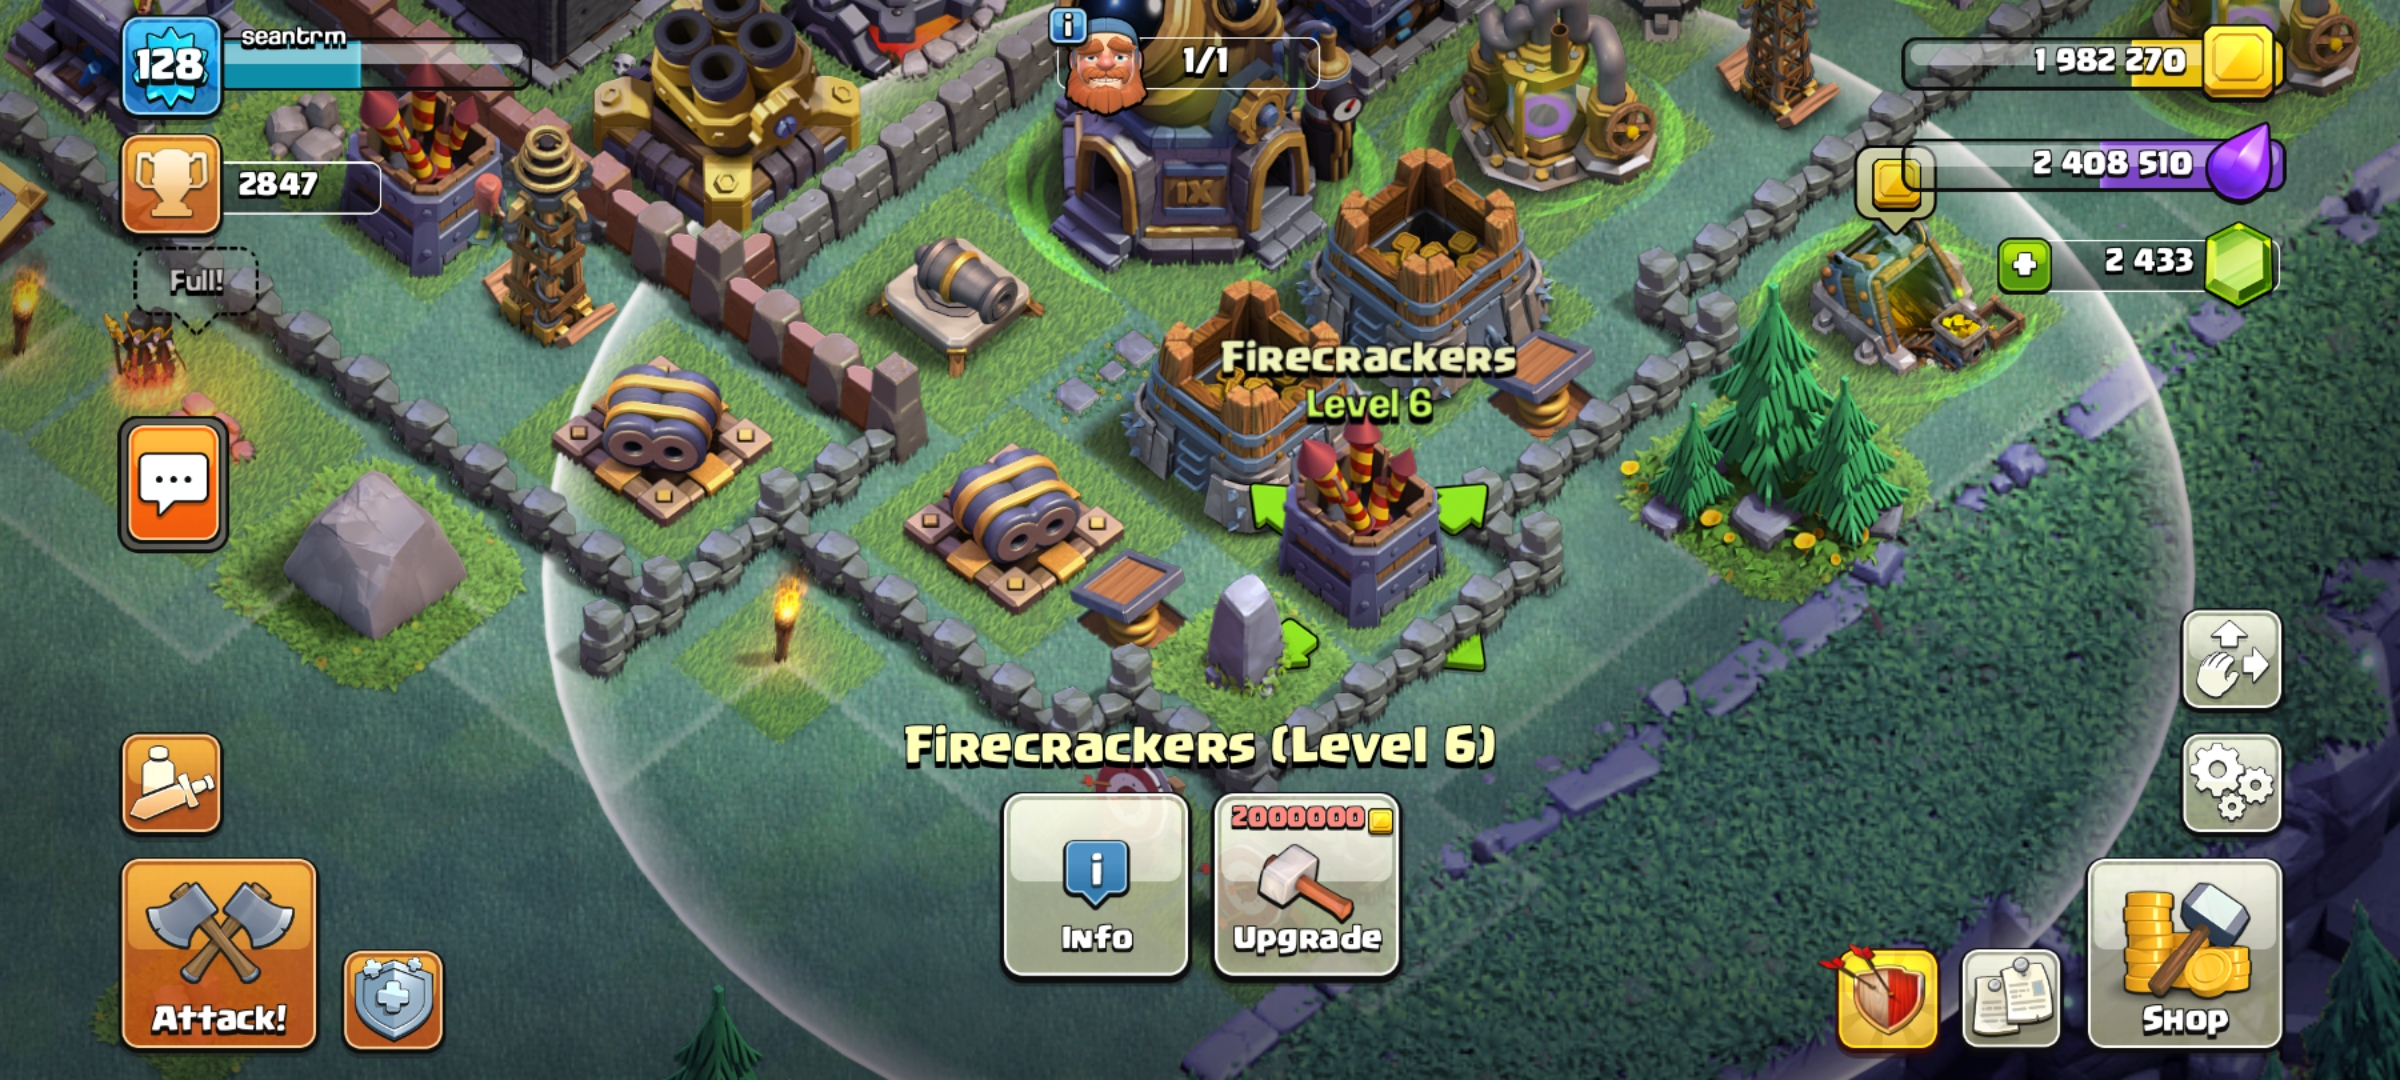 128
seantrm
1/1
1 982 270
2847
2 408 510
IX
2 433
Full!
Firecrackers
Level 6
Firecrackers (Level 6)
2000000
Info
Upgrade
Attack!
Shop